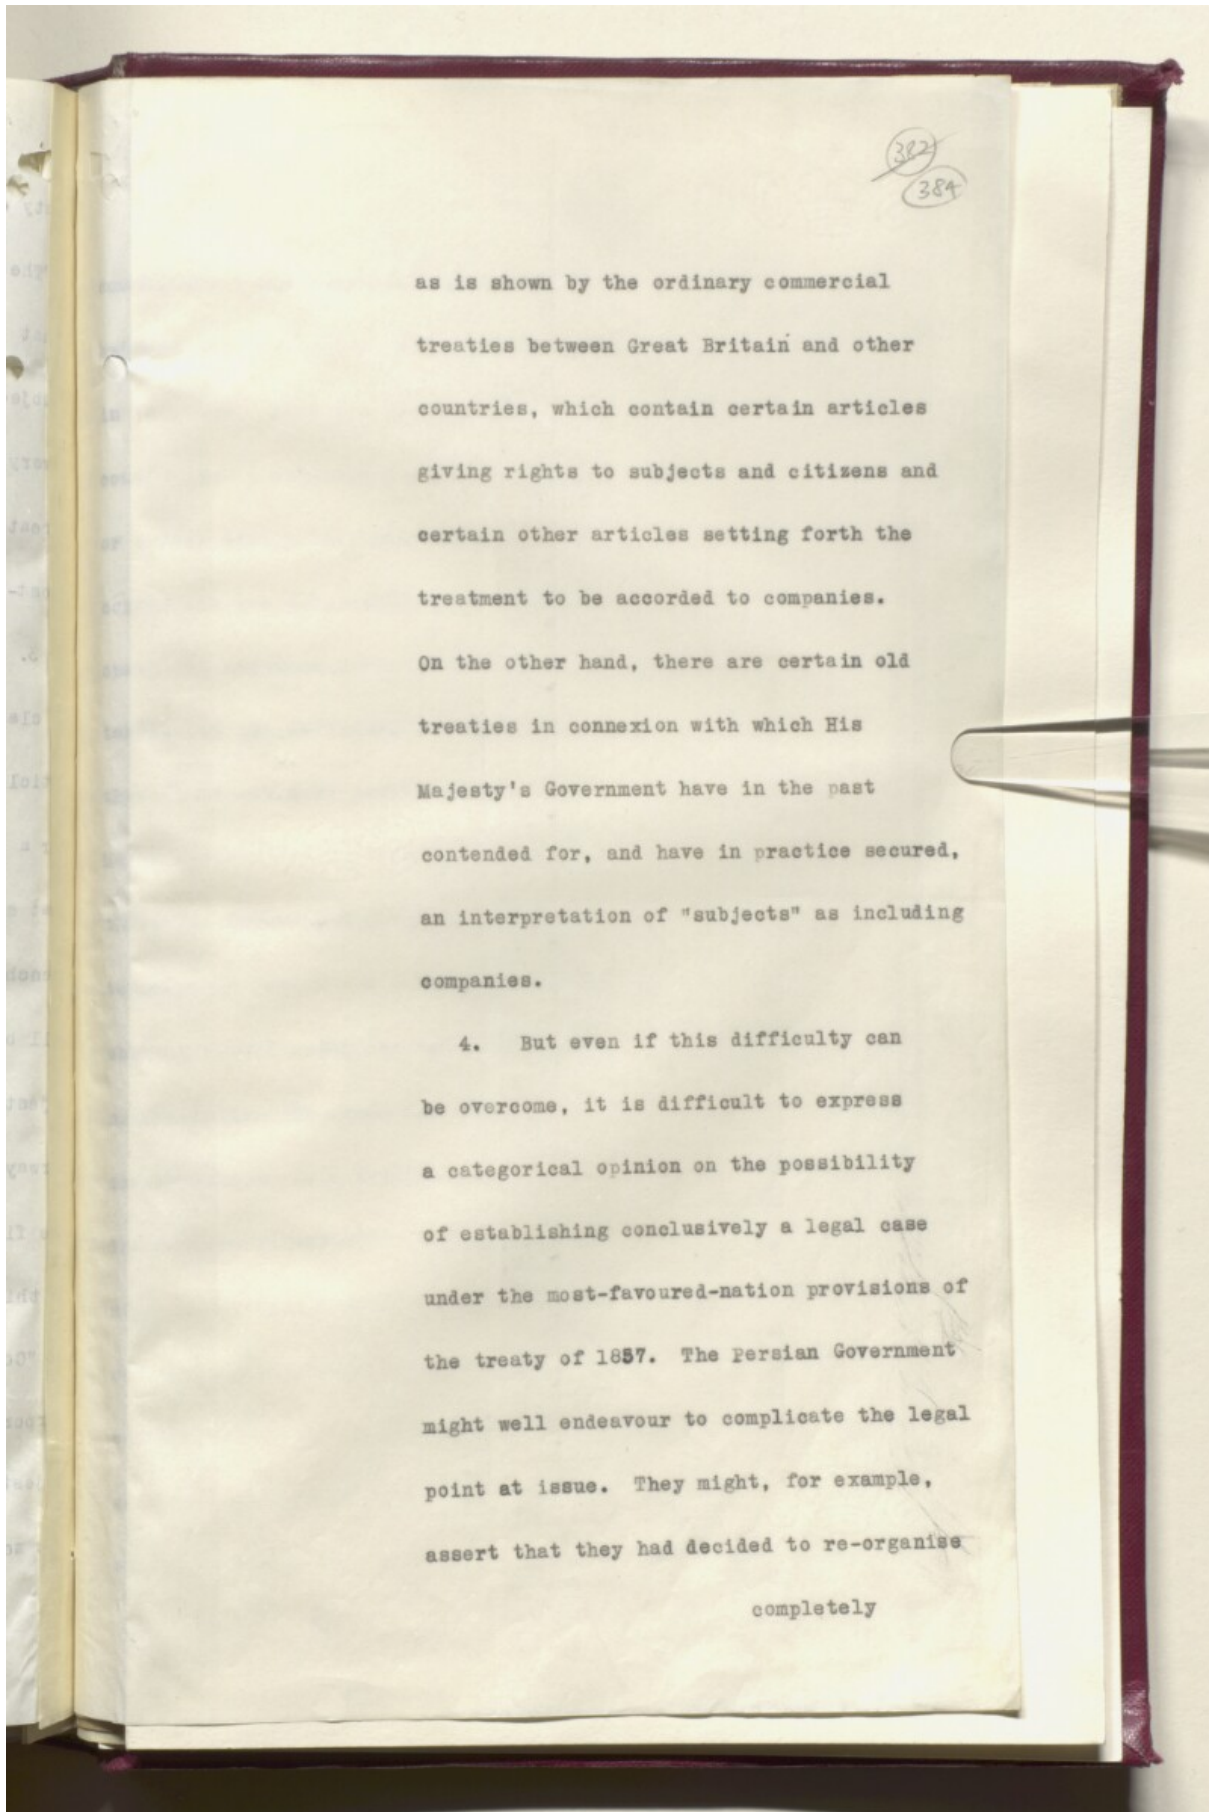 382
384
as is shown by the ordinary commercial
treaties between Great Britain and other
countries, which contain certain articles
giving rights to subjects and citizens and
certain other articles setting forth the
treatment to be accorded to companies.
On the other hand, there are certain old
treaties in connexion with which His
Majesty's Government have in the past
contended for, and have in practice secured,
an interpretation of "subjects" as including
companies.
4. But even if this difficulty can
be overcome, it is difficult to express
a categorical opinion on the possibility
of establishing conclusively a legal case
under the most-favoured-nation provisions of
the treaty of 1857. The Persian Government
might well endeavour to complicate the legal
point at issue. They might, for example,
assert that they had decided to re-organise
completely